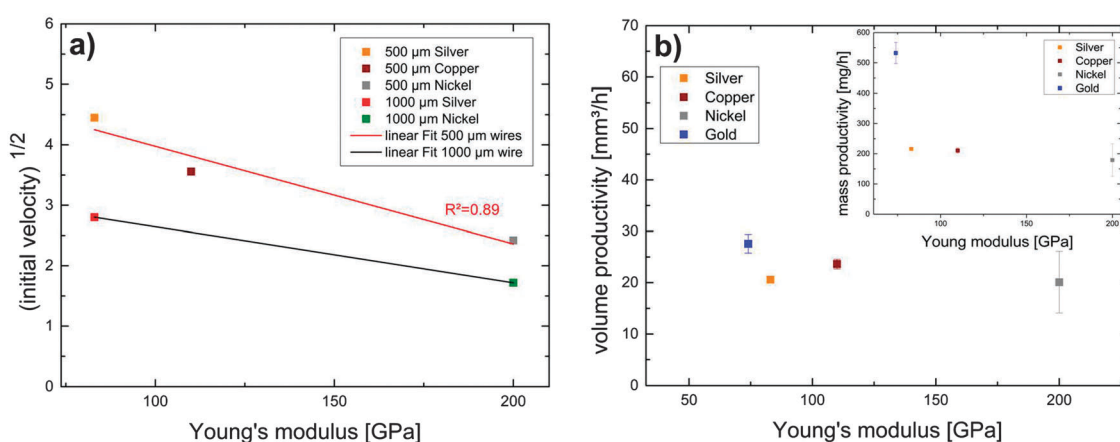 a)
6
5
4
3
2
1
0
(initial velocity)^1/2
500 µm Silver
500 µm Copper
500 µm Nickel
1000 µm Silver
1000 µm Nickel
linear Fit 500 µm wires
linear Fit 1000 µm wire
R²=0.89
100 150 200
Young's modulus [GPa]
b)
70
60
50
40
30
20
10
0
volume productivity [mm³/h]
Silver
Copper
Nickel
Gold
50 75 100 125 150 175 200
Young's modulus [GPa]
600
500
400
300
200
100
0
mass productivity [mg/h]
Silver
Copper
Nickel
Gold
100 150 200
Young modulus [GPa]